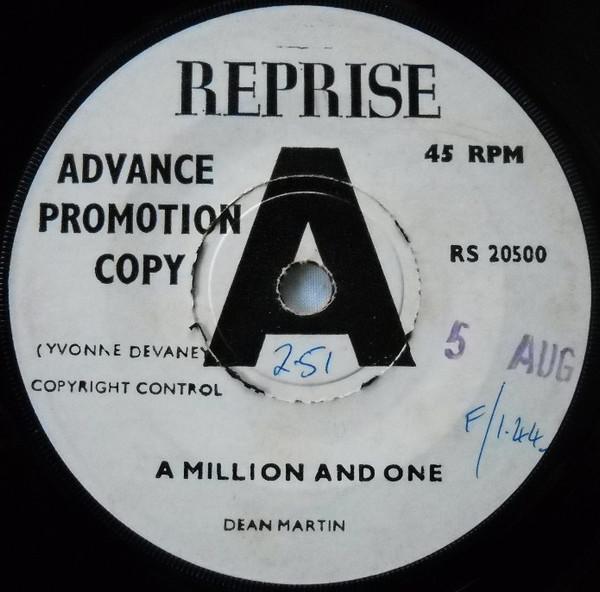 REPRISE
ADVANCE
PROMOTION
COPY
A
45 RPM
RS 20500
(YVONNE DEVANEY
COPYRIGHT CONTROL
2.51
5 AUG
F/1.44
A MILLION AND ONE
DEAN MARTIN